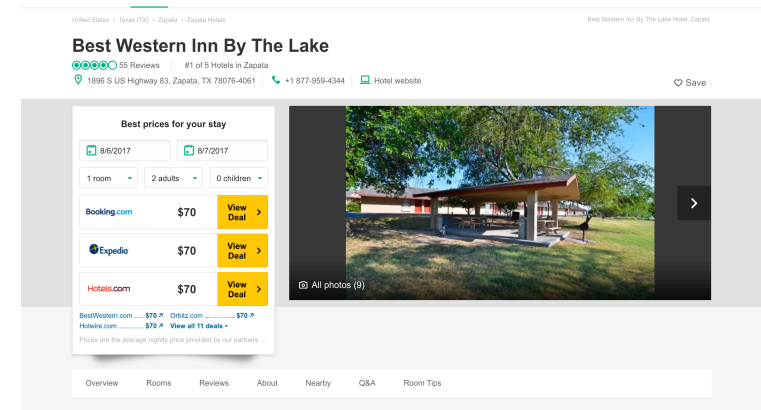 United States › Texas (TX) › Zapata › Zapata Hotels
Best Western Inn By The Lake Hotel, Zapata
Best Western Inn By The Lake
55 Reviews #1 of 5 Hotels in Zapata
1896 S US Highway 83, Zapata, TX 78076-4061 +1 877-959-4344 Hotel website
Save
Best prices for your stay
8/6/2017 8/7/2017
1 room 2 adults 0 children
Booking.com $70 View Deal
Expedia $70 View Deal
Hotels.com $70 View Deal
BestWestern.com $70 Orbitz.com $70
Hotwire.com $70 View all 11 deals
Prices are the average nightly price provided by our partners ...
All photos (9)
Overview Rooms Reviews About Nearby Q&A Room Tips